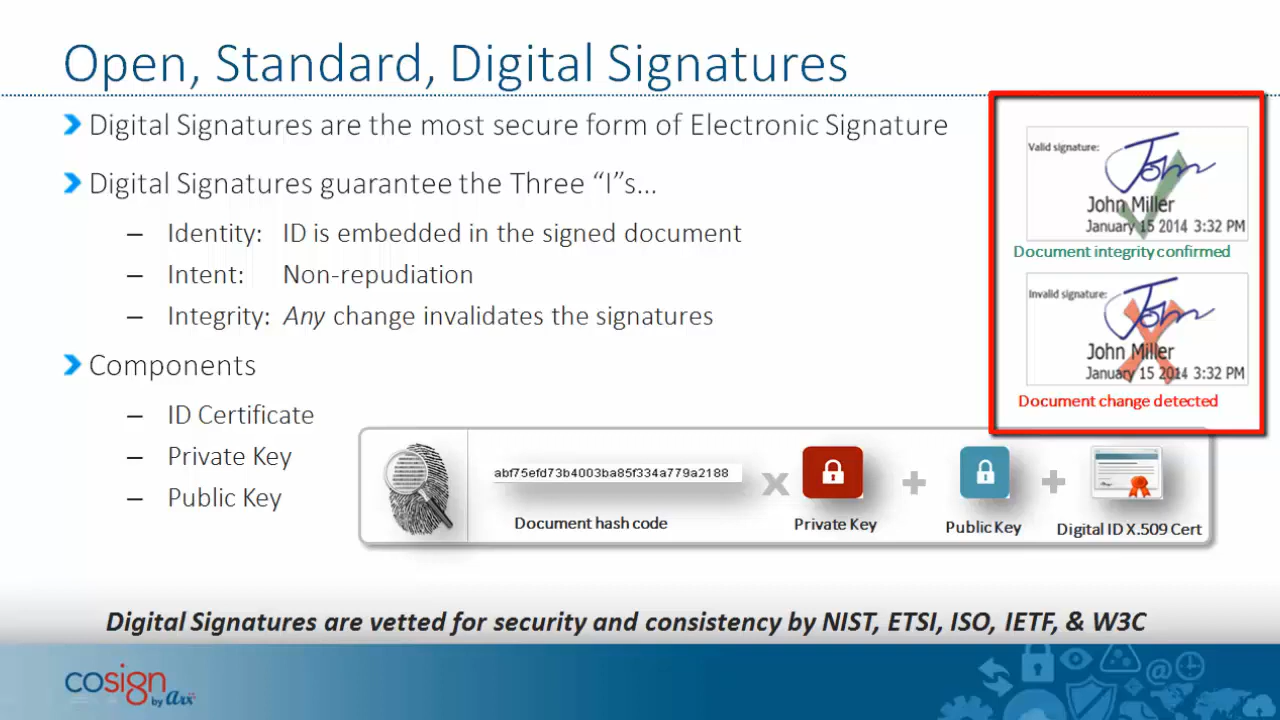 Open, Standard, Digital Signatures
Digital Signatures are the most secure form of Electronic Signature
Digital Signatures guarantee the Three “I”s...
– Identity: ID is embedded in the signed document
– Intent: Non-repudiation
– Integrity: Any change invalidates the signatures
Components
– ID Certificate
– Private Key
– Public Key
Valid signature:
John
John Miller
January 15 2014 3:32 PM
Document integrity confirmed
Invalid signature:
John
John Miller
January 15 2014 3:32 PM
Document change detected
abf75efd73b4003ba85f334a779a2188
x + +
Document hash code
Private Key
Public Key
Digital ID X.509 Cert
Digital Signatures are vetted for security and consistency by NIST, ETSI, ISO, IETF, & W3C
cosign
by Arx